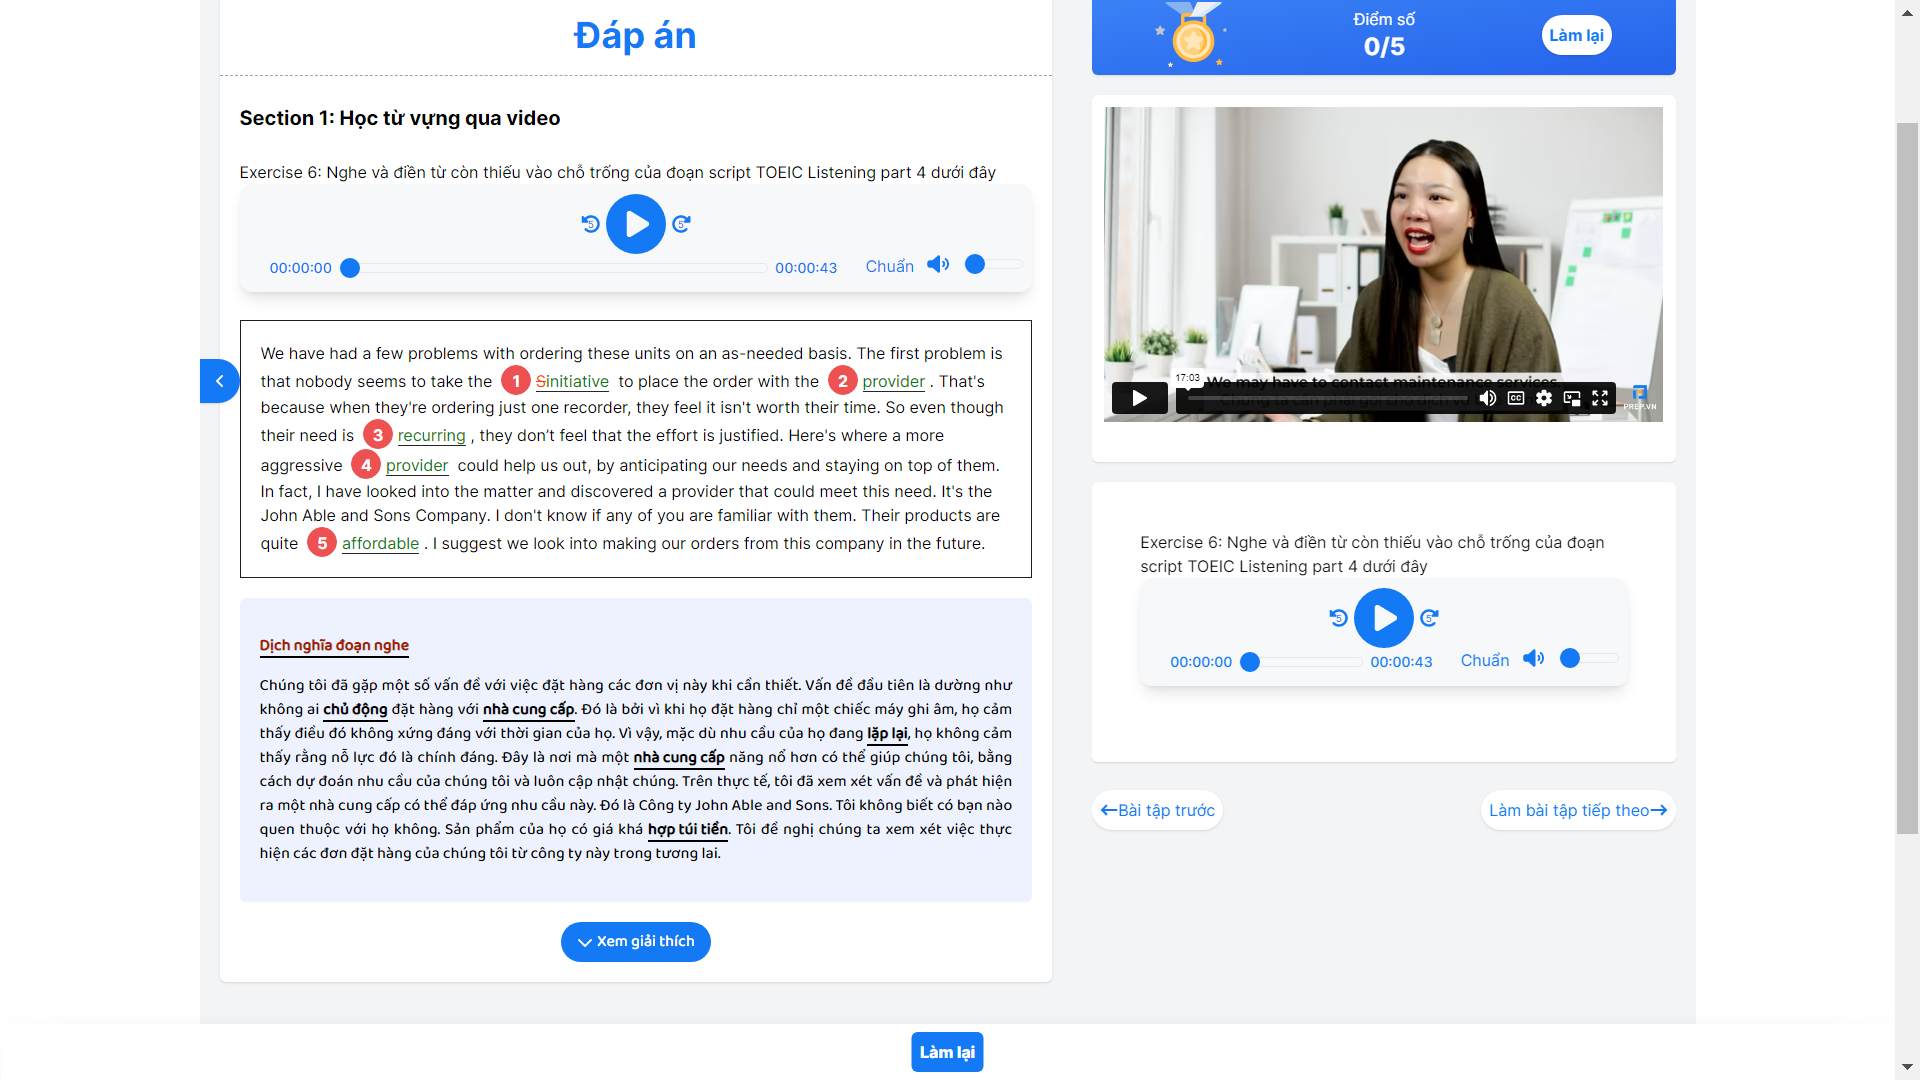 Đáp án
Section 1: Học từ vựng qua video
Exercise 6: Nghe và điền từ còn thiếu vào chỗ trống của đoạn script TOEIC Listening part 4 dưới đây
5 5
00:00:00 00:00:43 Chuẩn
We have had a few problems with ordering these units on an as-needed basis. The first problem is
that nobody seems to take the 1 Sinitiative to place the order with the 2 provider . That's
because when they're ordering just one recorder, they feel it isn't worth their time. So even though
their need is 3 recurring , they don’t feel that the effort is justified. Here's where a more
aggressive 4 provider could help us out, by anticipating our needs and staying on top of them.
In fact, I have looked into the matter and discovered a provider that could meet this need. It's the
John Able and Sons Company. I don't know if any of you are familiar with them. Their products are
quite 5 affordable . I suggest we look into making our orders from this company in the future.
Dịch nghĩa đoạn nghe
Chúng tôi đã gặp một số vấn đề với việc đặt hàng các đơn vị này khi cần thiết. Vấn đề đầu tiên là dường như
không ai chủ động đặt hàng với nhà cung cấp. Đó là bởi vì khi họ đặt hàng chỉ một chiếc máy ghi âm, họ cảm
thấy điều đó không xứng đáng với thời gian của họ. Vì vậy, mặc dù nhu cầu của họ đang lặp lại, họ không cảm
thấy rằng nỗ lực đó là chính đáng. Đây là nơi mà một nhà cung cấp năng nổ hơn có thể giúp chúng tôi, bằng
cách dự đoán nhu cầu của chúng tôi và luôn cập nhật chúng. Trên thực tế, tôi đã xem xét vấn đề và phát hiện
ra một nhà cung cấp có thể đáp ứng nhu cầu này. Đó là Công ty John Able and Sons. Tôi không biết có bạn nào
quen thuộc với họ không. Sản phẩm của họ có giá khá hợp túi tiền. Tôi đề nghị chúng ta xem xét việc thực
hiện các đơn đặt hàng của chúng tôi từ công ty này trong tương lai.
Xem giải thích
Điểm số
0/5
Làm lại
17:03
We may have to contact maintenance services.
Chúng ta cần phải gọi cho dịch
CC
PREP.VN
Exercise 6: Nghe và điền từ còn thiếu vào chỗ trống của đoạn
script TOEIC Listening part 4 dưới đây
5 5
00:00:00 00:00:43 Chuẩn
Bài tập trước
Làm bài tập tiếp theo
Làm lại